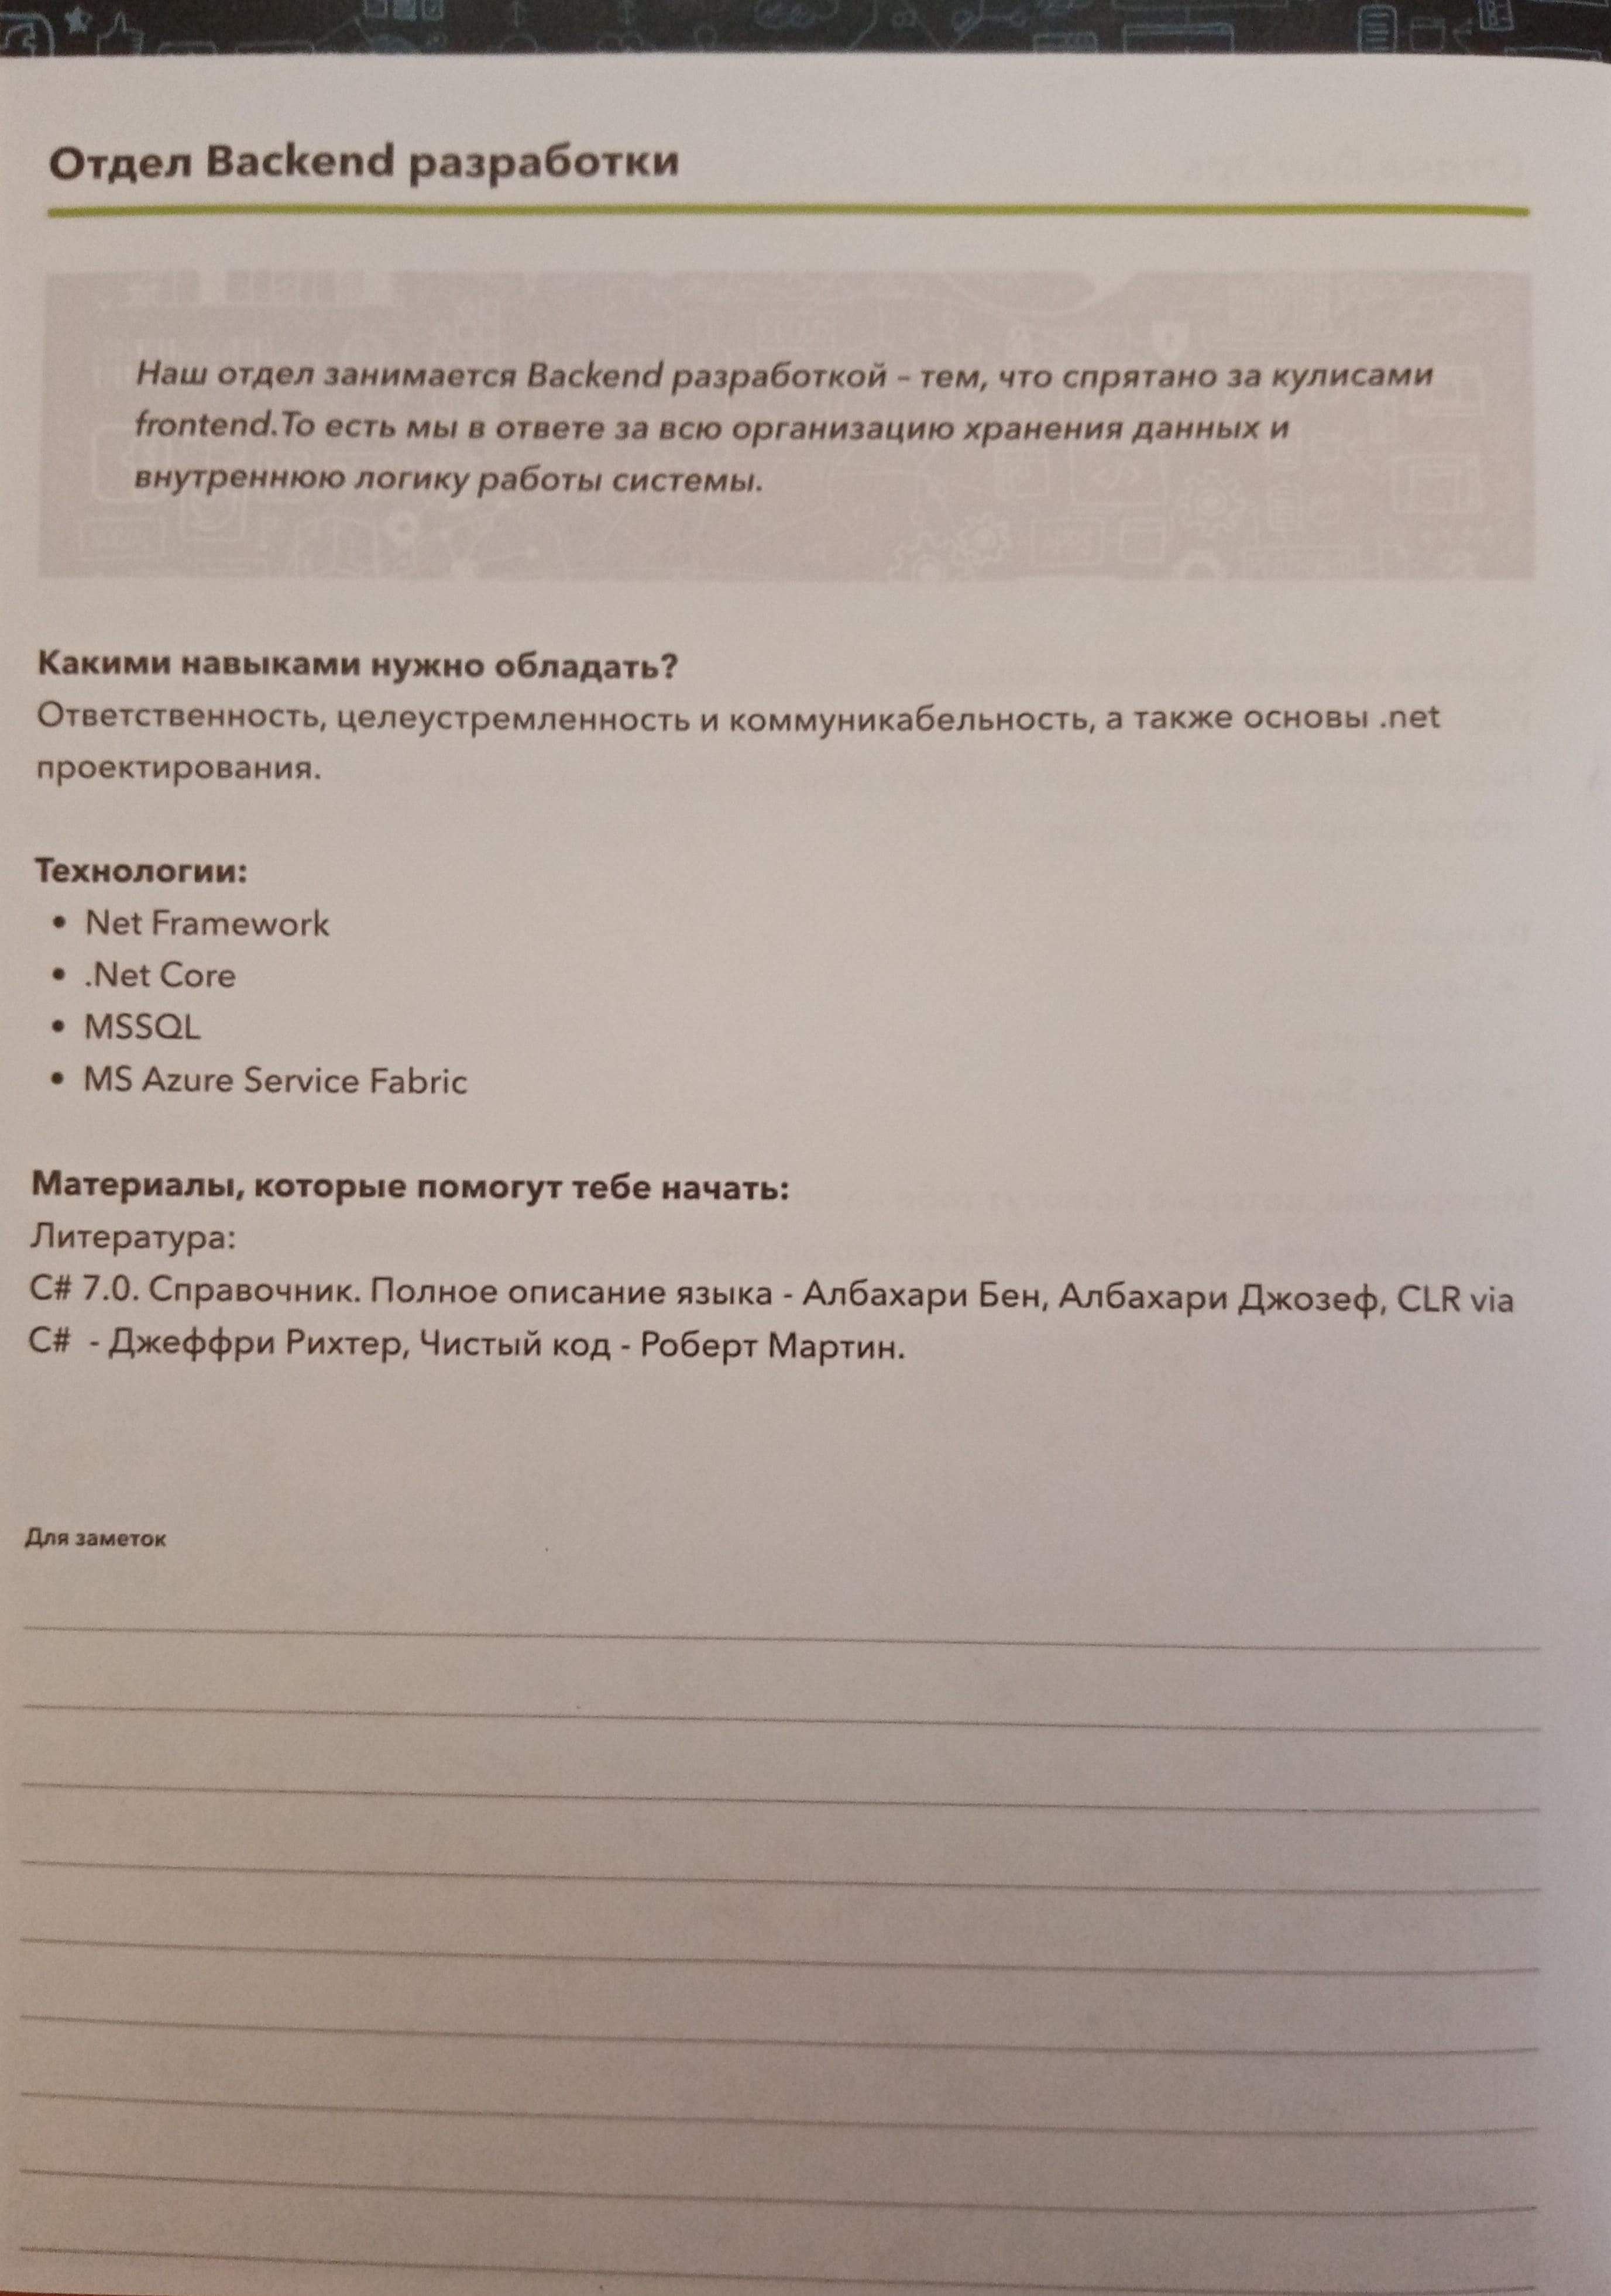 Отдел Backend разработки
Наш отдел занимается Backend разработкой – тем, что спрятано за кулисами
frontend.То есть мы в ответе за всю организацию хранения данных и
внутреннюю логику работы системы.
Какими навыками нужно обладать?
Ответственность, целеустремленность и коммуникабельность, а также основы .net
проектирования.
Технологии:
• Net Framework
• .Net Core
• MSSQL
• MS Azure Service Fabric
Материалы, которые помогут тебе начать:
Литература:
C# 7.0. Справочник. Полное описание языка - Албахари Бен, Албахари Джозеф, CLR via
C#  - Джеффри Рихтер, Чистый код - Роберт Мартин.
Для заметок